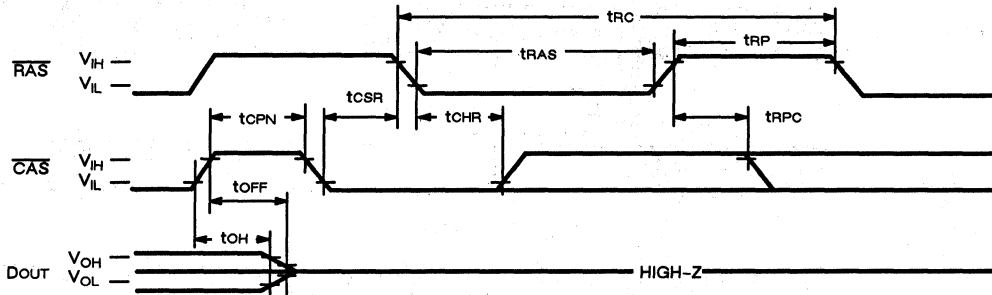 tRC
tRAS
tRP
RAS
VIH
VIL
tCSR
tCPN
tCHR
tRPC
CAS
VIH
VIL
tOFF
tOH
DOUT
VOH
VOL
HIGH-Z